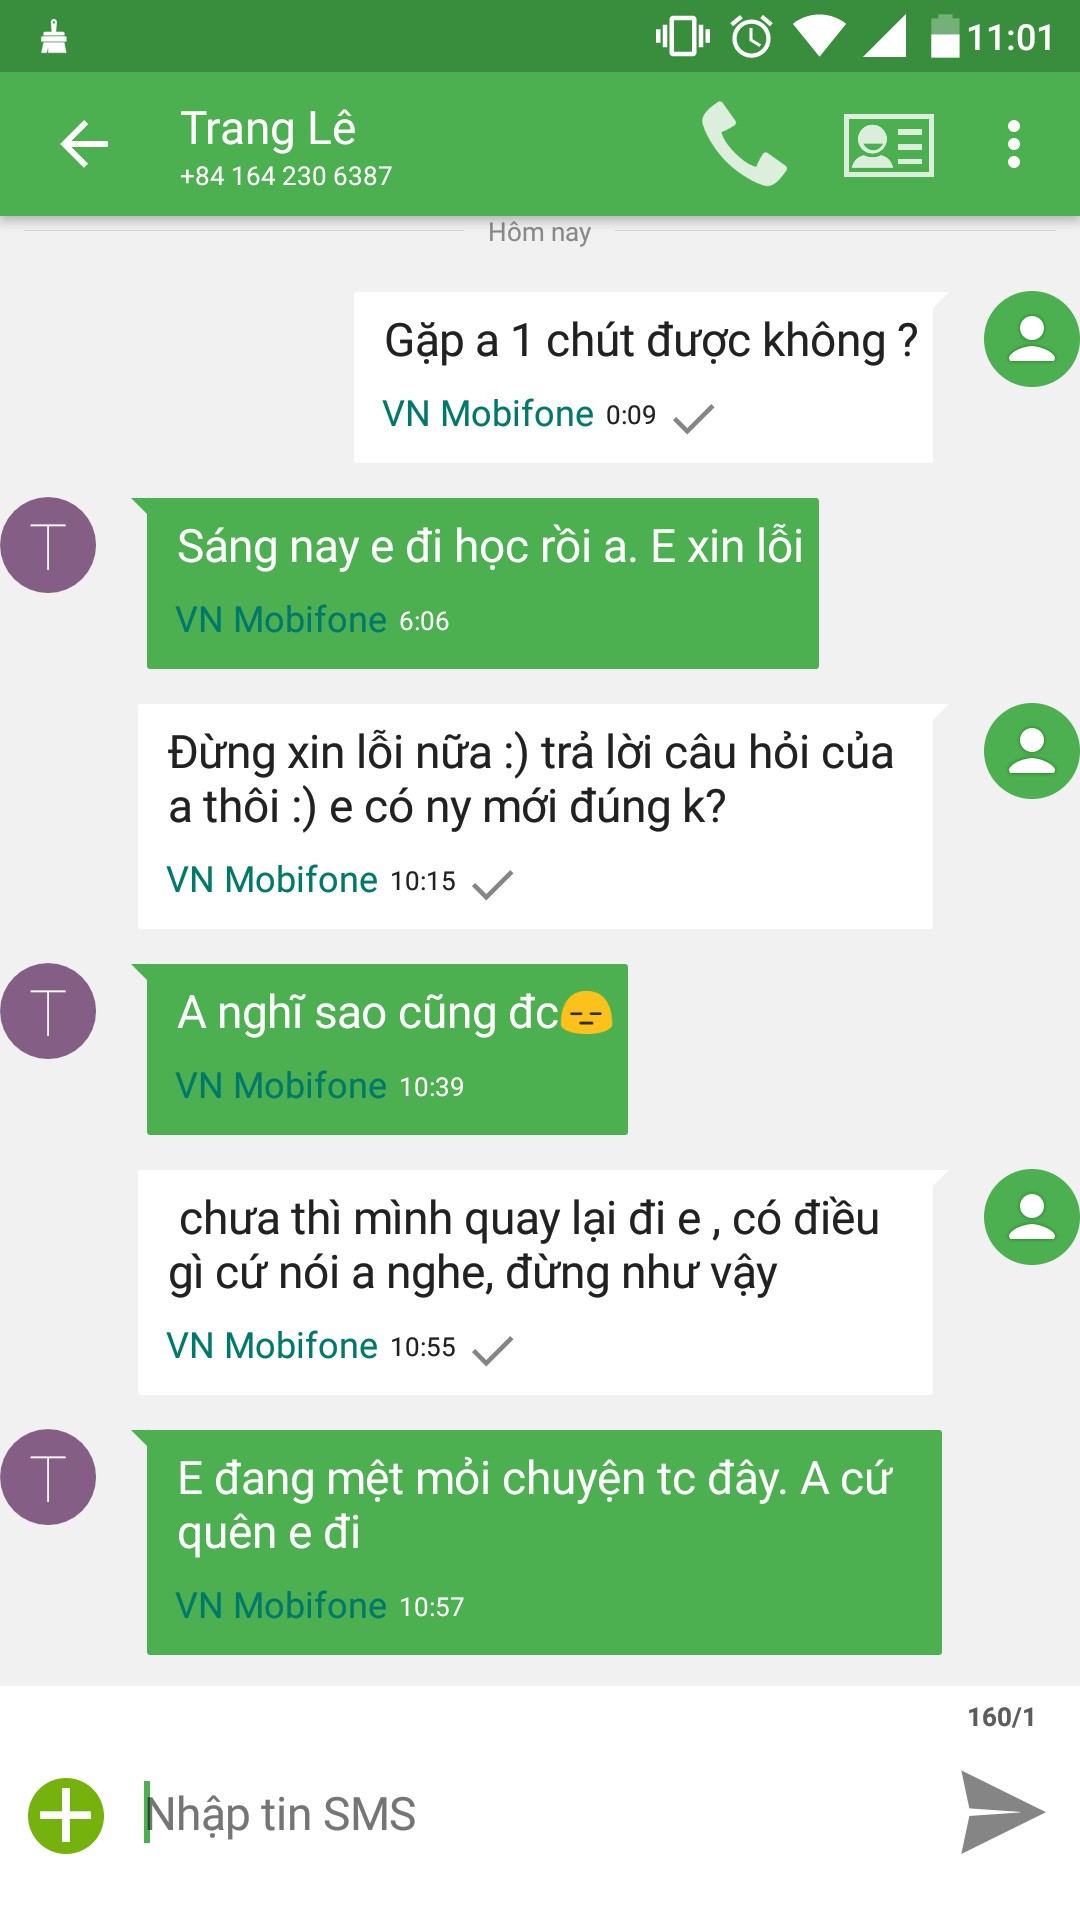 11:01
Trang Lê
+84 164 230 6387
Hôm nay
Gặp a 1 chút được không ?
VN Mobifone 0:09
T
Sáng nay e đi học rồi a. E xin lỗi
VN Mobifone 6:06
Đừng xin lỗi nữa :) trả lời câu hỏi của
a thôi :) e có ny mới đúng k?
VN Mobifone 10:15
T
A nghĩ sao cũng đc😑
VN Mobifone 10:39
chưa thì mình quay lại đi e , có điều
gì cứ nói a nghe, đừng như vậy
VN Mobifone 10:55
T
E đang mệt mỏi chuyện tc đây. A cứ
quên e đi
VN Mobifone 10:57
160/1
Nhập tin SMS